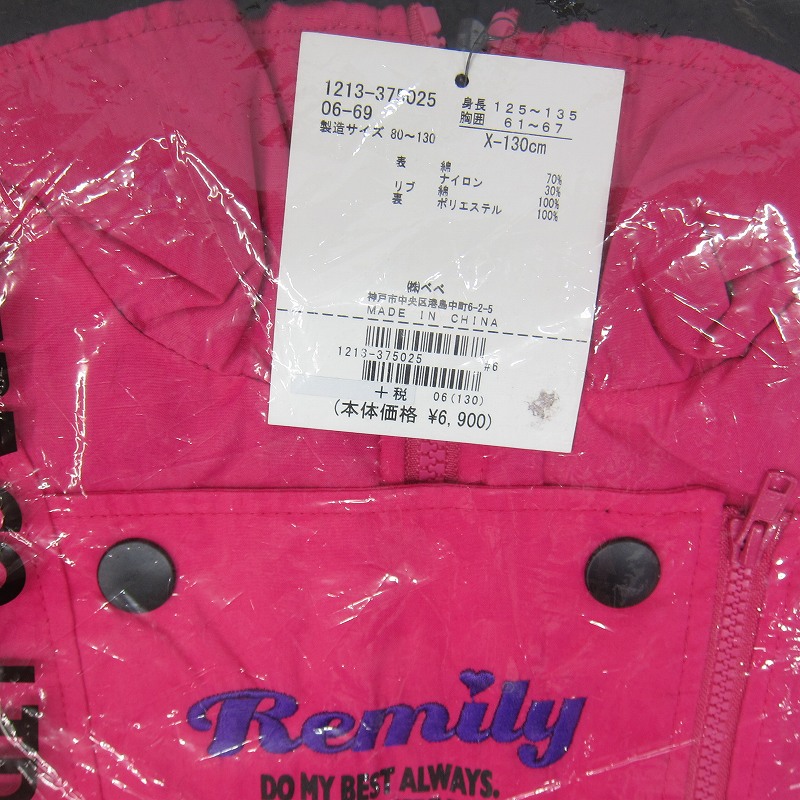 1213-375025
06-69
製造サイズ 80〜130
身長 125〜135
胸囲 61〜67
X-130cm
表 綿 70%
ナイロン 30%
リブ 綿 100%
裏 ポリエステル 100%
㈱べべ
神戸市中央区港島中町6-2-5
MADE IN CHINA
1213-375025
#6
06(130)
+税
(本体価格 ¥6,900)
Remily
DO MY BEST ALWAYS.